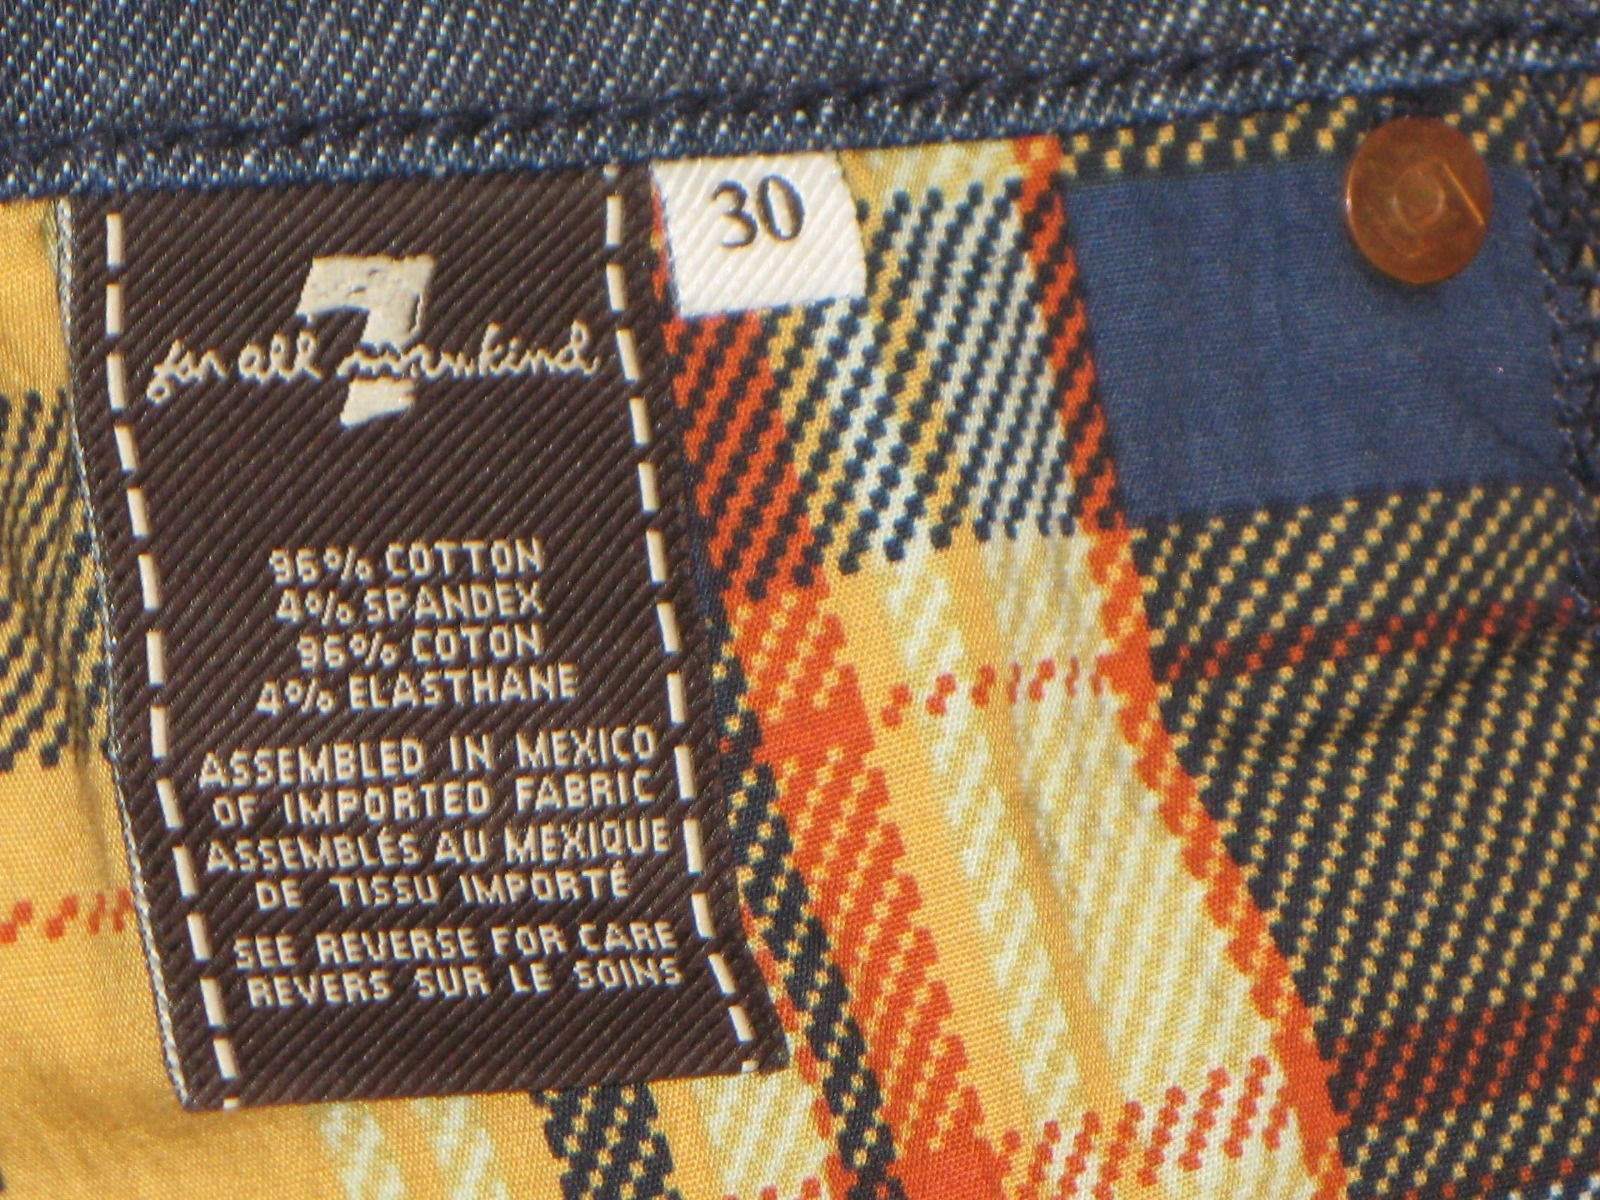 30
7
for all mankind
96% COTTON
4% SPANDEX
96% COTON
4% ELASTHANE
ASSEMBLED IN MEXICO
OF IMPORTED FABRIC
ASSEMBLÉS AU MEXIQUE
DE TISSU IMPORTÉ
SEE REVERSE FOR CARE
REVERS SUR LE SOINS